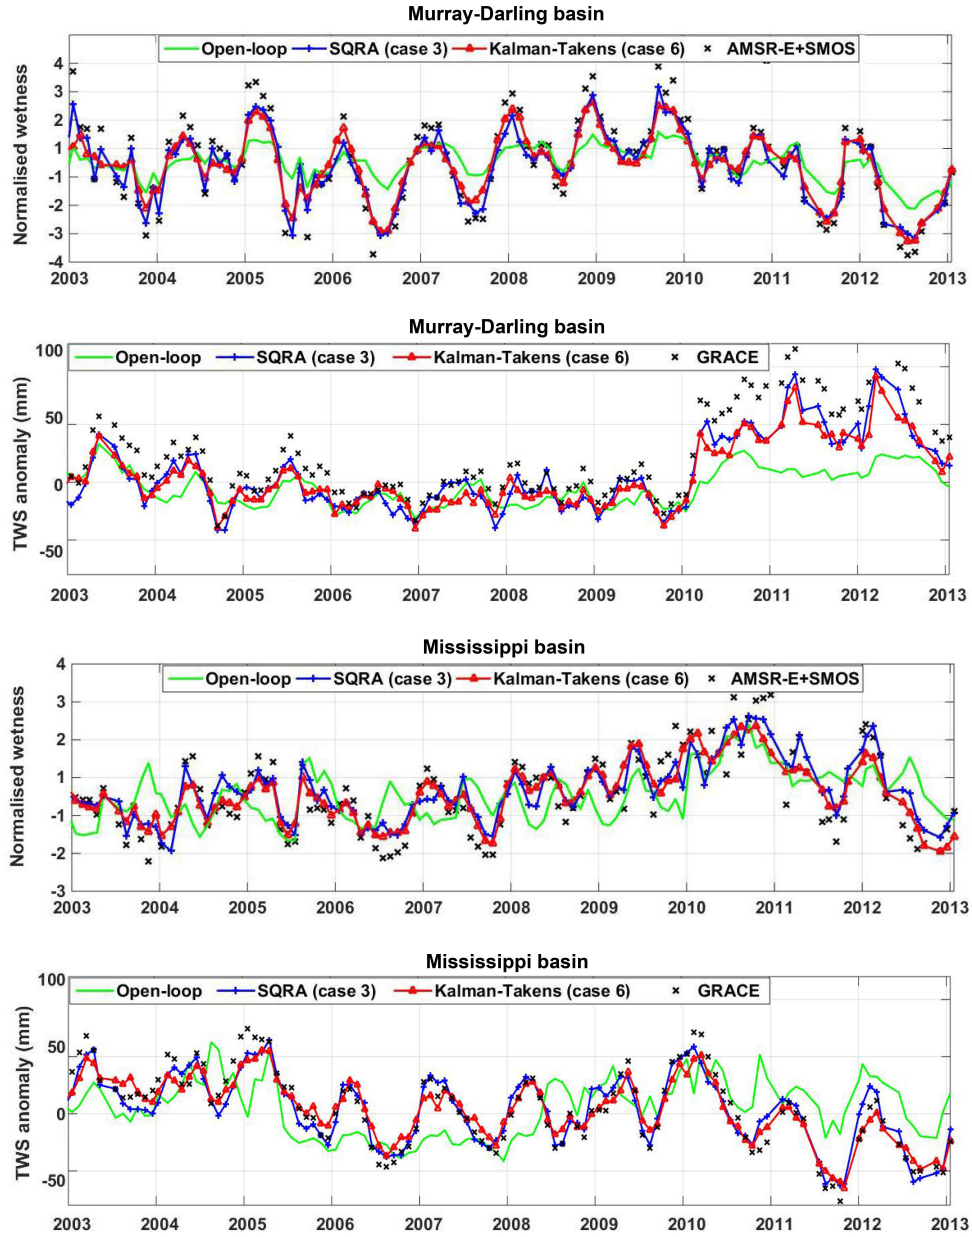 Murray-Darling basin
Open-loop SQRA (case 3) Kalman-Takens (case 6) AMSR-E+SMOS
Normalised wetness
4
3
2
1
-1
-2
-3
-4
2003 2004 2005 2006 2007 2008 2009 2010 2011 2012 2013
Murray-Darling basin
Open-loop SQRA (case 3) Kalman-Takens (case 6) GRACE
TWS anomaly (mm)
100
50
0
-50
2003 2004 2005 2006 2007 2008 2009 2010 2011 2012 2013
Mississippi basin
Open-loop SQRA (case 3) Kalman-Takens (case 6) AMSR-E+SMOS
Normalised wetness
4
3
2
1
-1
-2
-3
2003 2004 2005 2006 2007 2008 2009 2010 2011 2012 2013
Mississippi basin
Open-loop SQRA (case 3) Kalman-Takens (case 6) GRACE
TWS anomaly (mm)
100
50
0
-50
2003 2004 2005 2006 2007 2008 2009 2010 2011 2012 2013